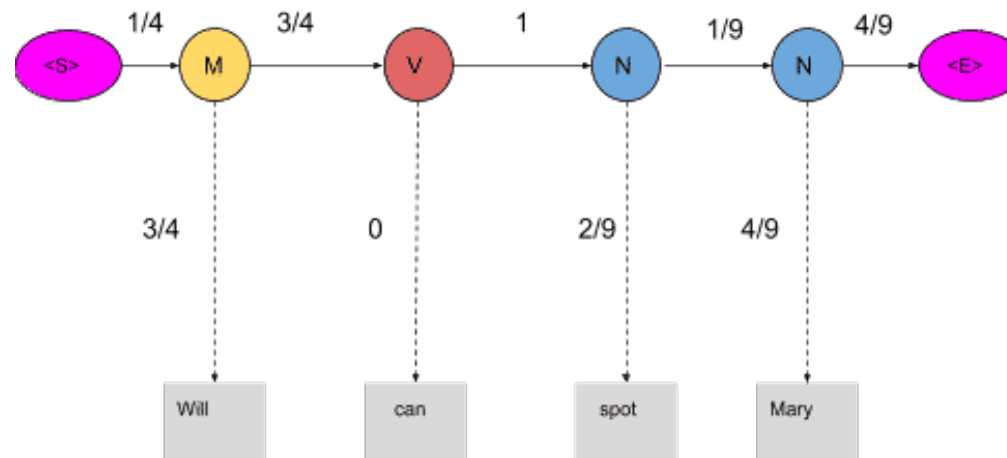 1/4 3/4 1 1/9 4/9
<S> M V N N <E>
3/4 0 2/9 4/9
Will can spot Mary